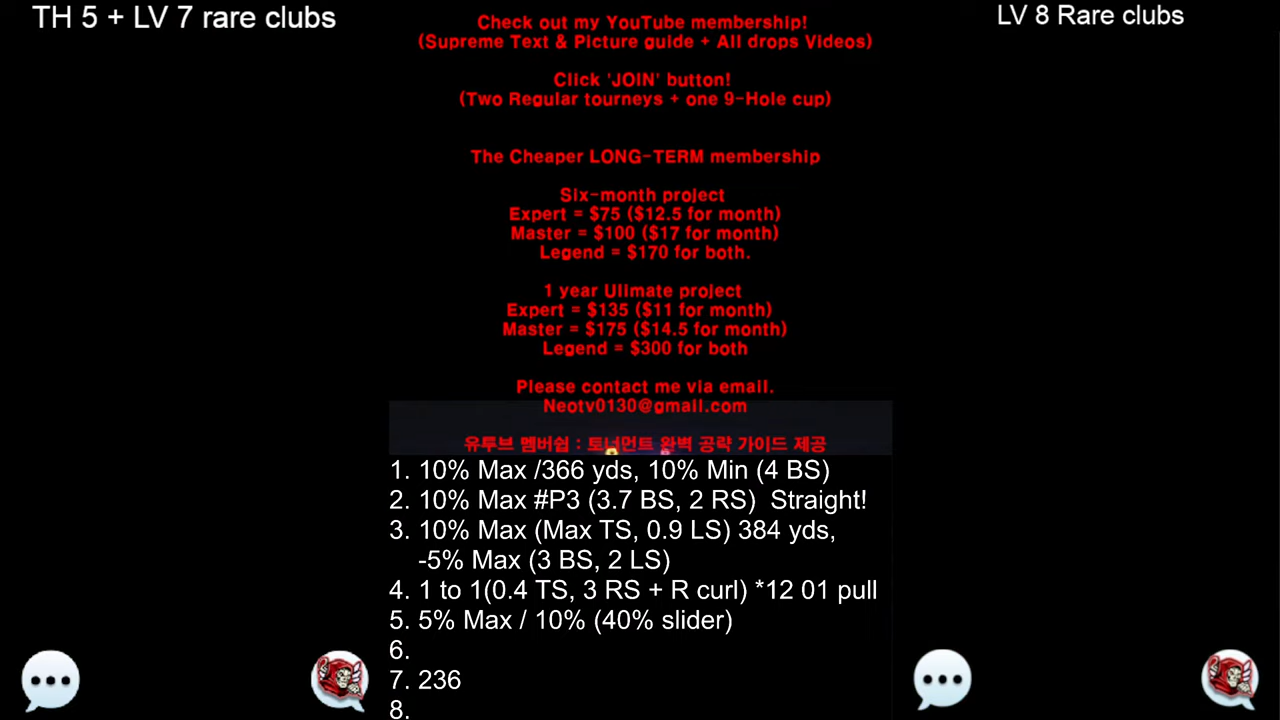 TH 5 + LV 7 rare clubs
Check out my YouTube membership!
(Supreme Text & Picture guide + All drops Videos)
Click 'JOIN' button!
(Two Regular tourneys + one 9-Hole cup)
The Cheaper LONG-TERM membership
Six-month project
Expert = $75 ($12.5 for month)
Master = $100 ($17 for month)
Legend = $170 for both.
1 year Ulimate project
Expert = $135 ($11 for month)
Master = $175 ($14.5 for month)
Legend = $300 for both
Please contact me via email.
Neotv0130@gmail.com
유투브 멤버쉽 : 토너먼트 완벽 공략 가이드 제공
1. 10% Max /366 yds, 10% Min (4 BS)
2. 10% Max #P3 (3.7 BS, 2 RS)  Straight!
3. 10% Max (Max TS, 0.9 LS) 384 yds,
-5% Max (3 BS, 2 LS)
4. 1 to 1(0.4 TS, 3 RS + R curl) *12 01 pull
5. 5% Max / 10% (40% slider)
6.
7. 236
8.
LV 8 Rare clubs